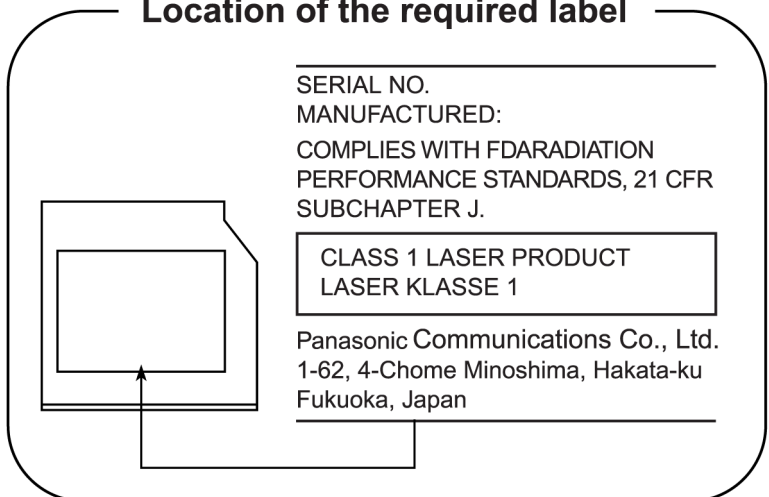 Location of the required label
SERIAL NO.
MANUFACTURED:
COMPLIES WITH FDARADIATION
PERFORMANCE STANDARDS, 21 CFR
SUBCHAPTER J.
CLASS 1 LASER PRODUCT
LASER KLASSE 1
Panasonic Communications Co., Ltd.
1-62, 4-Chome Minoshima, Hakata-ku
Fukuoka, Japan